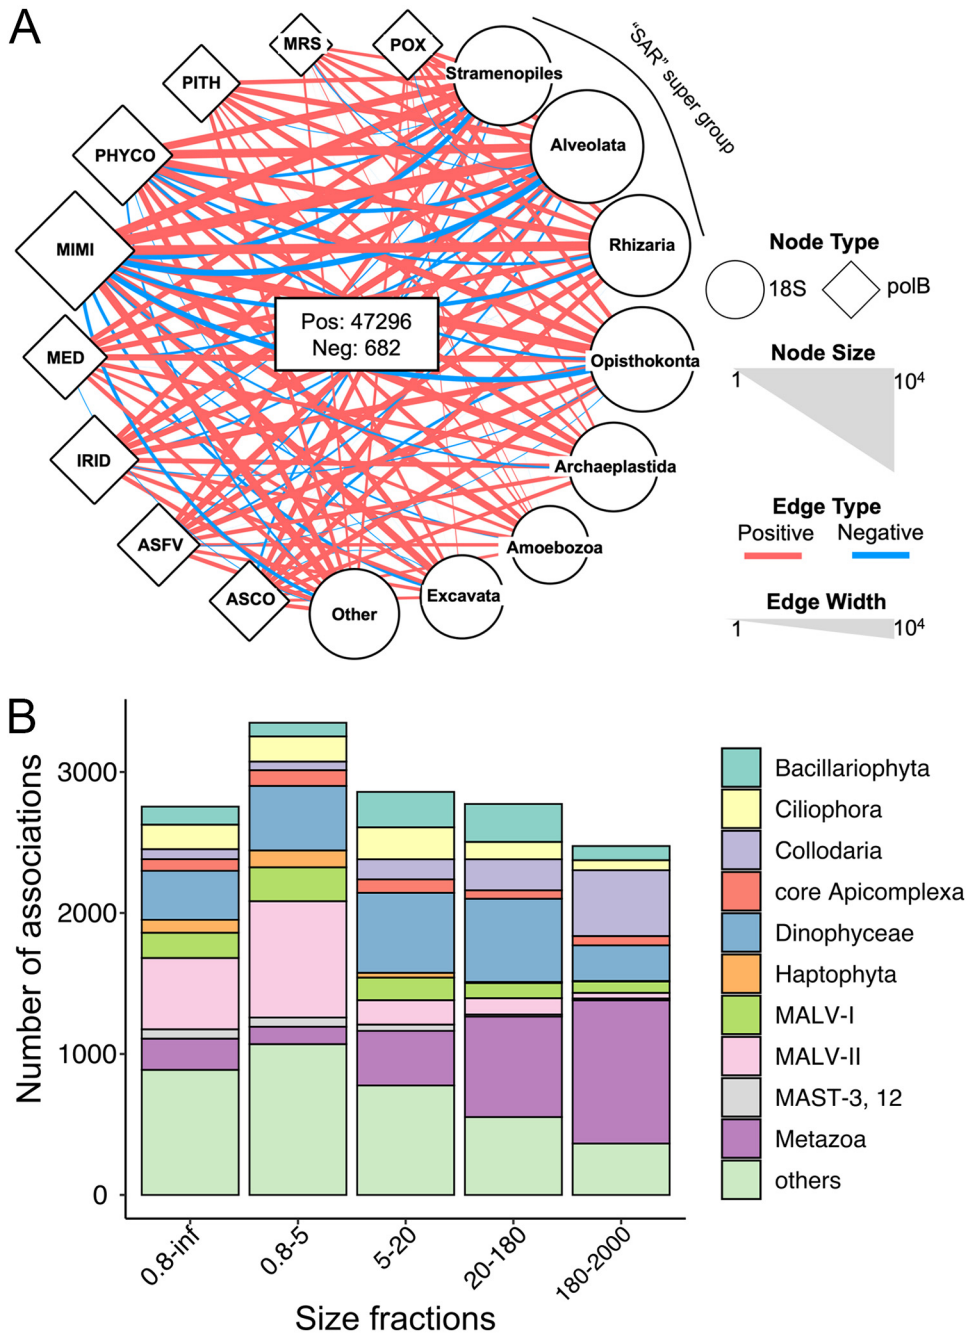 A
MRS
POX
PITH
Stramenopiles
"SAR" super group
PHYCO
Alveolata
MIMI
Rhizaria
Pos: 47296
Neg: 682
MED
Opisthokonta
IRID
Archaeplastida
ASFV
Amoebozoa
ASCO
Other
Excavata
Node Type
18S
polB
Node Size
1
10⁴
Edge Type
Positive
Negative
Edge Width
1
10⁴
B
Number of associations
3000
2000
1000
0
0.8-inf
0.8-5
5-20
20-180
180-2000
Size fractions
Bacillariophyta
Ciliophora
Collodaria
core Apicomplexa
Dinophyceae
Haptophyta
MALV-I
MALV-II
MAST-3, 12
Metazoa
others